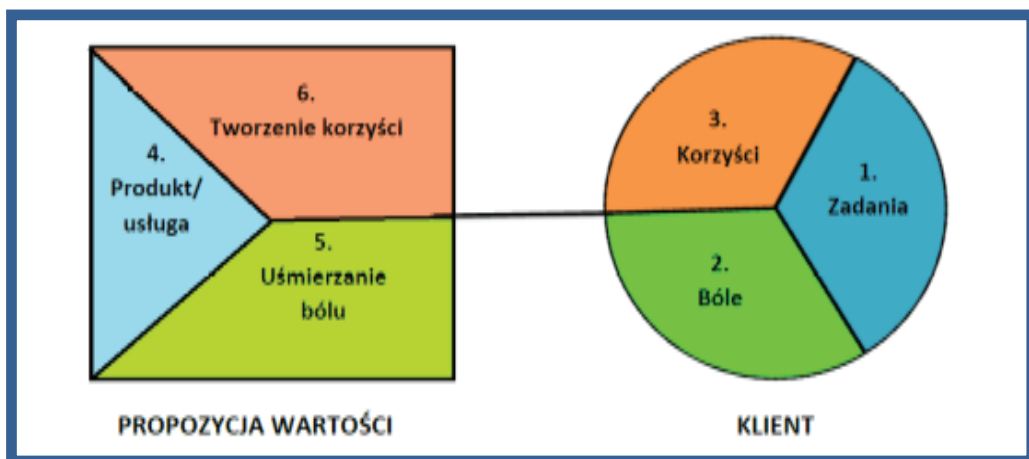 6.
Tworzenie korzyści
4.
Produkt/
usługa
5.
Uśmierzanie
bólu
PROPOZYCJA WARTOŚCI
3.
Korzyści
1.
Zadania
2.
Bóle
KLIENT